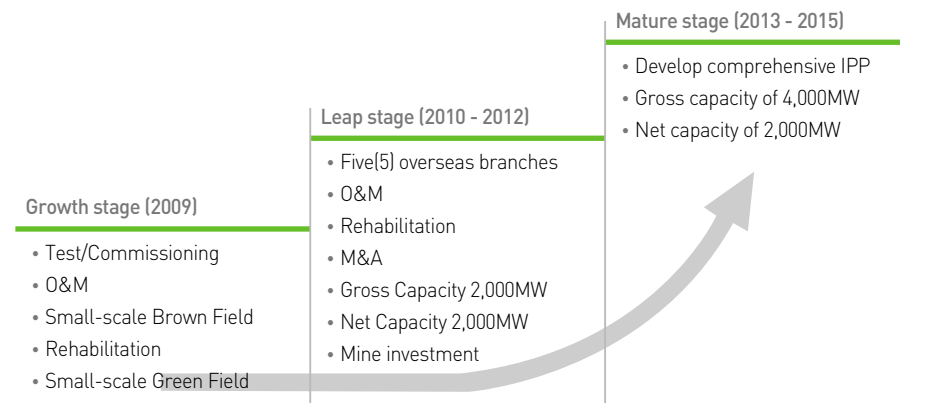 Growth stage (2009)
• Test/Commissioning
• O&M
• Small-scale Brown Field
• Rehabilitation
• Small-scale Green Field
Leap stage (2010 - 2012)
• Five(5) overseas branches
• O&M
• Rehabilitation
• M&A
• Gross Capacity 2,000MW
• Net Capacity 2,000MW
• Mine investment
Mature stage (2013 - 2015)
• Develop comprehensive IPP
• Gross capacity of 4,000MW
• Net capacity of 2,000MW